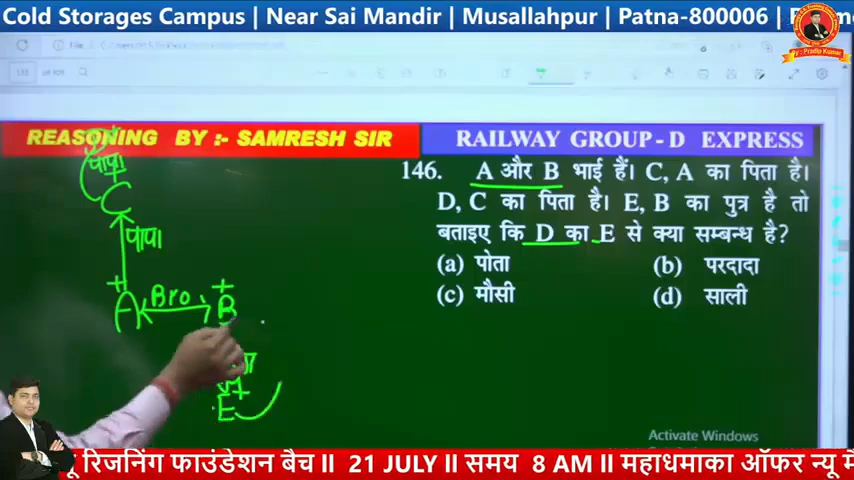 Cold Storages Campus | Near Sai Mandir | Musallahpur | Patna-800006 |
Pradip Kumar
REASONING BY :- SAMRESH SIR
RAILWAY GROUP - D EXPRESS
146. A और B भाई हैं। C, A का पिता है।
D, C का पिता है। E, B का पुत्र है तो
बताइए कि D का E से क्या सम्बन्ध है?
(a) पोता (b) परदादा
(c) मौसी (d) साली
पापा
+
C
पापा
+ +
A Bro. B
+
E
Activate Windows
रिजनिंग फाउंडेशन बैच II 21 JULY II समय 8 AM II महाधमाका ऑफर न्यू